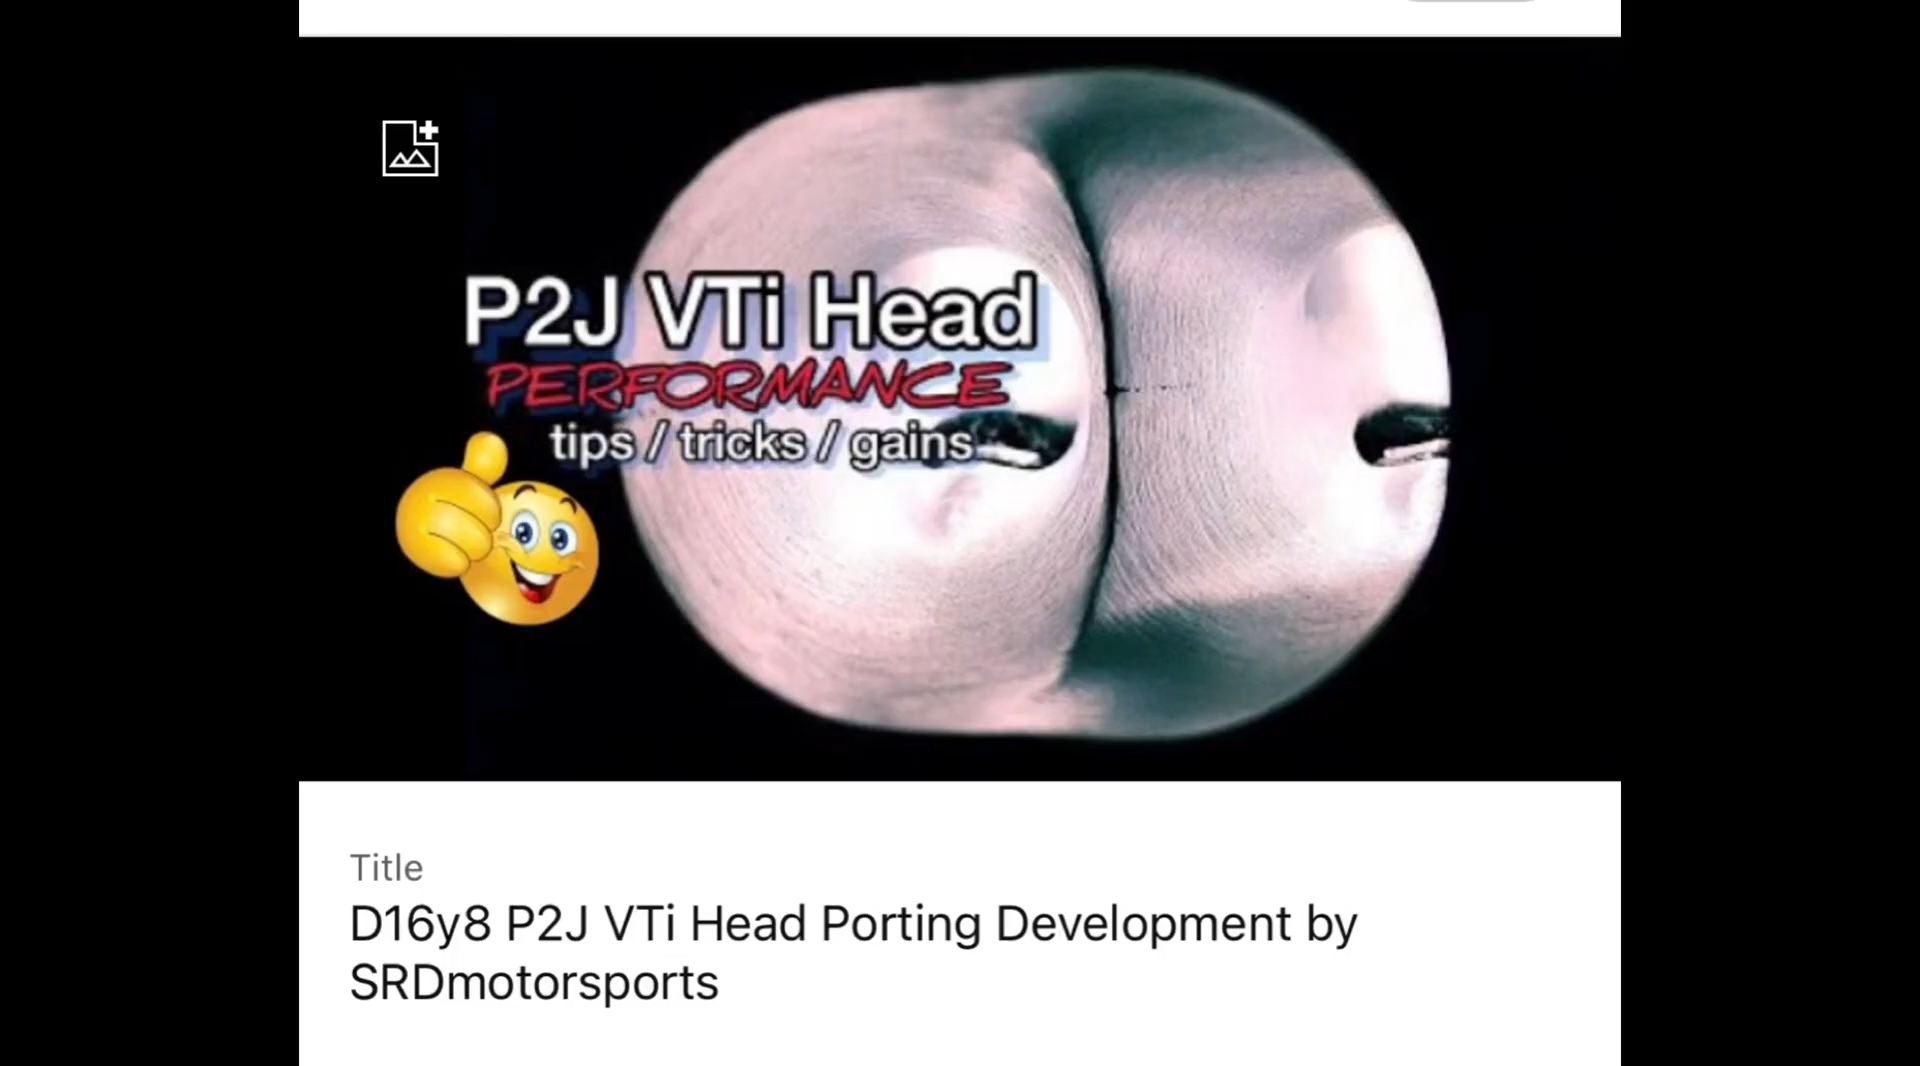 P2J VTi Head
PERFORMANCE
tips / tricks / gains
Title
D16y8 P2J VTi Head Porting Development by
SRDmotorsports